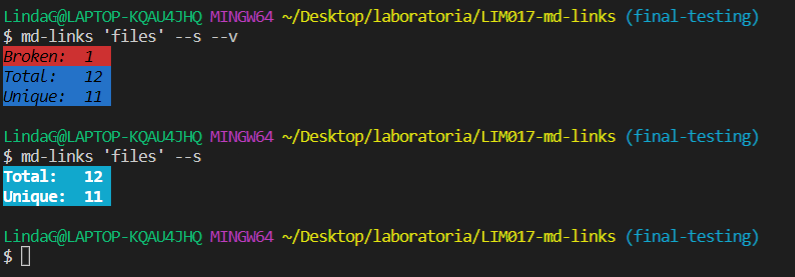 LindaG@LAPTOP-KQAU4JHQ MINGW64 ~/Desktop/laboratoria/LIM017-md-links (final-testing)
$ md-links 'files' --s --v
Broken:  1
Total:   12
Unique:  11
LindaG@LAPTOP-KQAU4JHQ MINGW64 ~/Desktop/laboratoria/LIM017-md-links (final-testing)
$ md-links 'files' --s
Total:   12
Unique:  11
LindaG@LAPTOP-KQAU4JHQ MINGW64 ~/Desktop/laboratoria/LIM017-md-links (final-testing)
$